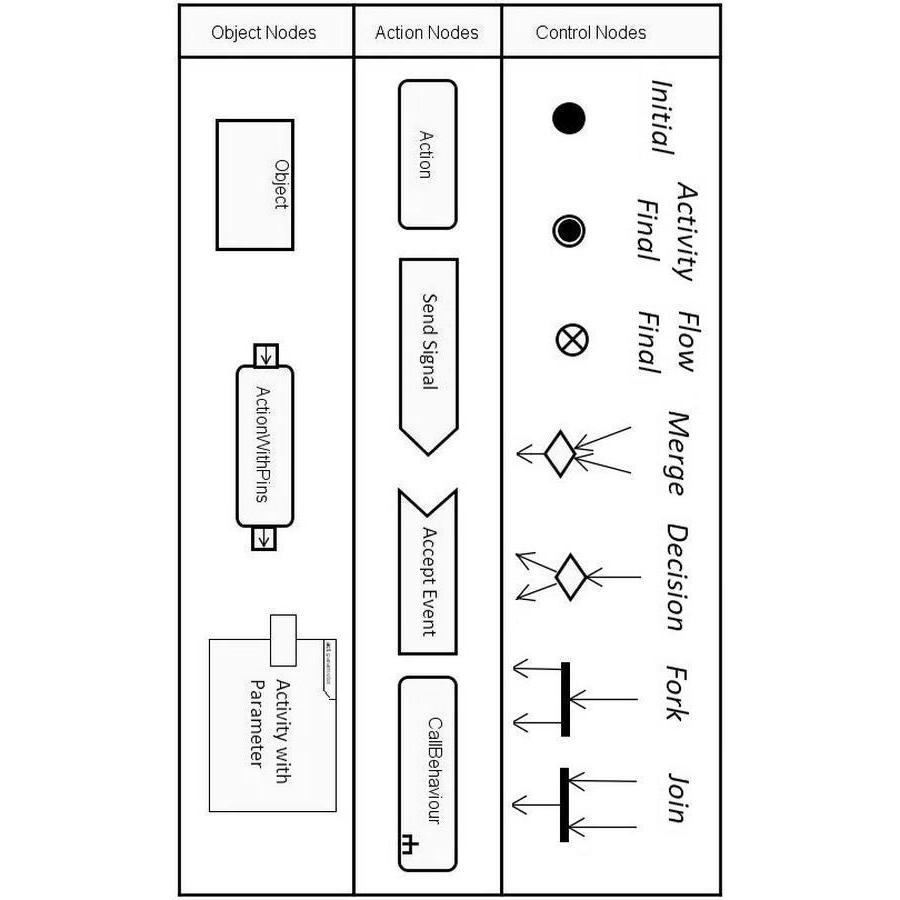 Object Nodes
Action Nodes
Control Nodes
Object
ActionWithPins
Activity with
Parameter
Action
Send Signal
Accept Event
CallBehaviour
Initial
Activity
Final
Flow
Final
Merge
Decision
Fork
Join